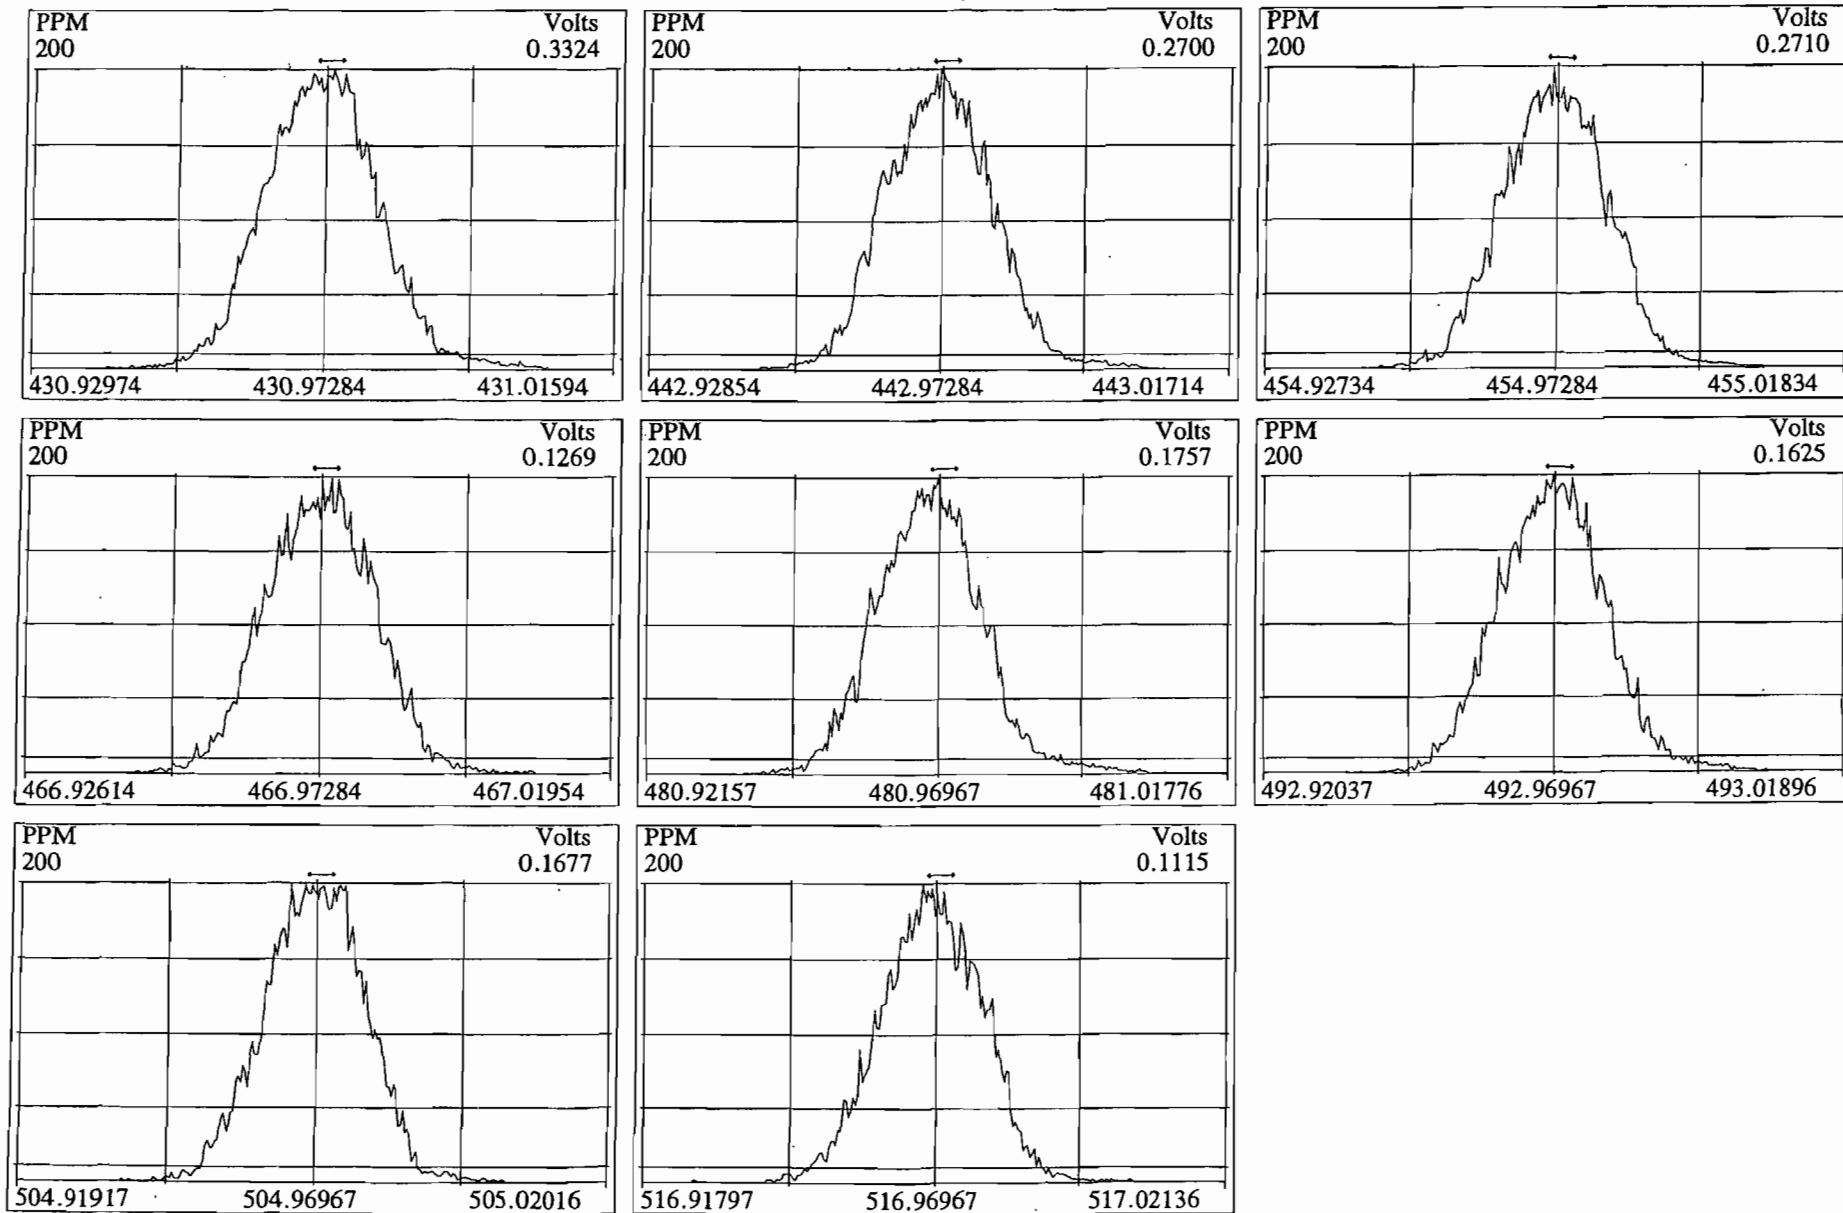 PPM Volts
200 0.3324
430.92974 430.97284 431.01594
PPM Volts
200 0.2700
442.92854 442.97284 443.01714
PPM Volts
200 0.2710
454.92734 454.97284 455.01834
PPM Volts
200 0.1269
466.92614 466.97284 467.01954
PPM Volts
200 0.1757
480.92157 480.96967 481.01776
PPM Volts
200 0.1625
492.92037 492.96967 493.01896
PPM Volts
200 0.1677
504.91917 504.96967 505.02016
PPM Volts
200 0.1115
516.91797 516.96967 517.02136